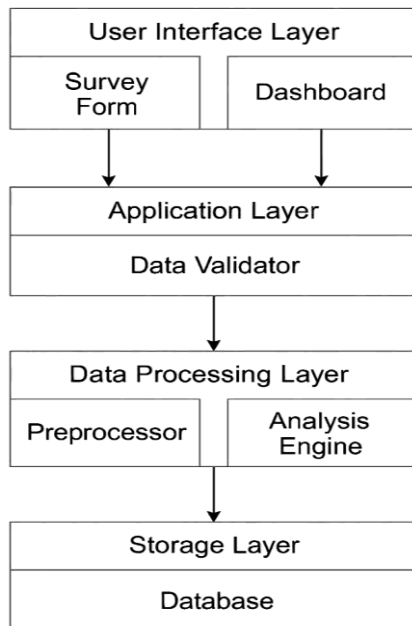 User Interface Layer
Survey
Form
Dashboard
Application Layer
Data Validator
Data Processing Layer
Preprocessor
Analysis
Engine
Storage Layer
Database